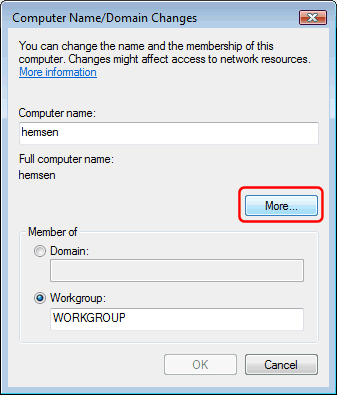 Computer Name/Domain Changes
You can change the name and the membership of this
computer. Changes might affect access to network resources.
More information
Computer name:
hemsen
Full computer name:
hemsen
More...
Member of
Domain:
Workgroup:
WORKGROUP
OK
Cancel